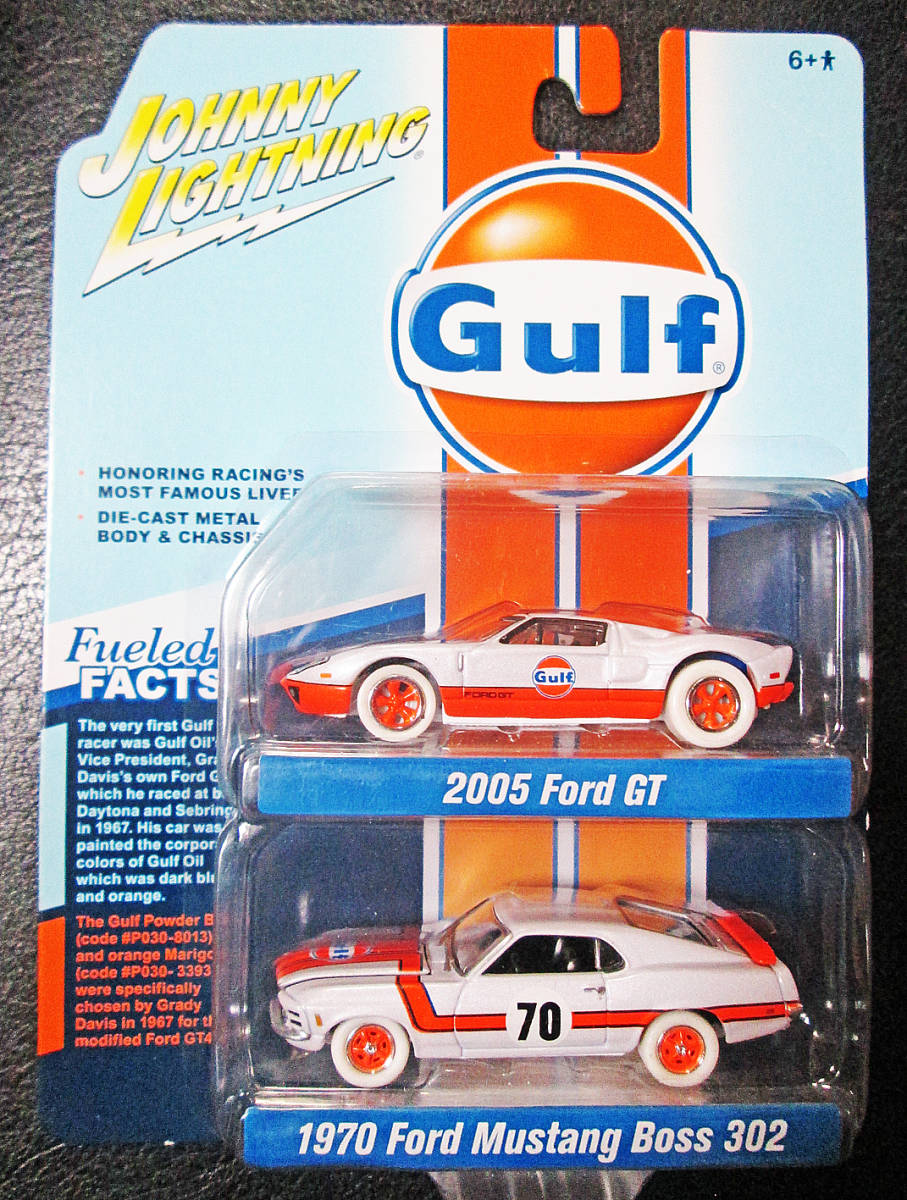 6+
JOHNNY
LIGHTNING®
Gulf®
• HONORING RACING'S
MOST FAMOUS
• DIE-CAST METAL
BODY &
Fueled
FACTS
The very first Gulf
racer was Gulf
Vice President,
Davis's own Ford
which he raced at
Daytona and Sebring
in 1967. His car was
painted the
colors of Gulf Oil
which was dark
and orange.
The Gulf Powder
(code #P030-8013)
and orange
(code #P030- 3393
were specifically
chosen by Grady
Davis in 1967 for
modified Ford
FORD GT
Gulf
2005 Ford GT
Gulf
70
1970 Ford Mustang Boss 302